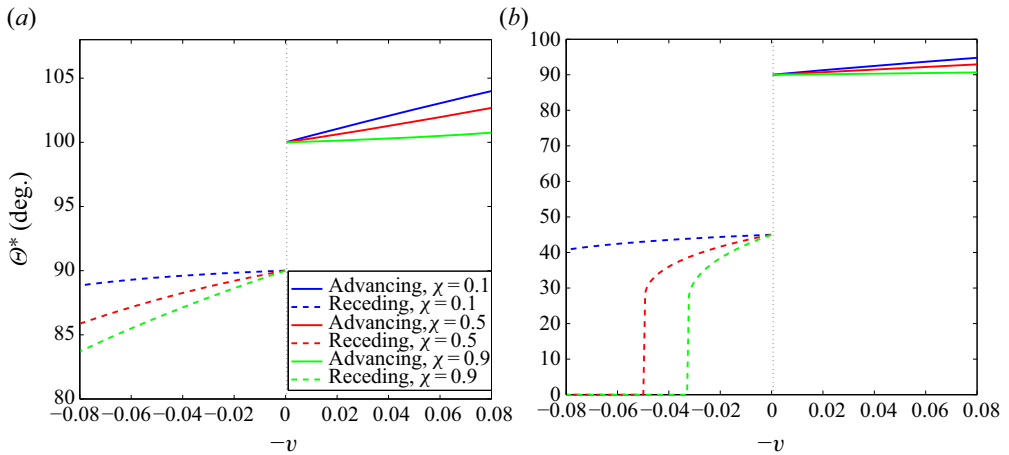 (a)
(b)
Θ* (deg.)
105
100
95
90
85
80
−0.08 −0.06 −0.04 −0.02 0 0.02 0.04 0.06 0.08
−v
Advancing, χ = 0.1
Receding, χ = 0.1
Advancing, χ = 0.5
Receding, χ = 0.5
Advancing, χ = 0.9
Receding, χ = 0.9
100
90
80
70
60
50
40
30
20
10
0
−0.08 −0.06 −0.04 −0.02 0 0.02 0.04 0.06 0.08
−v